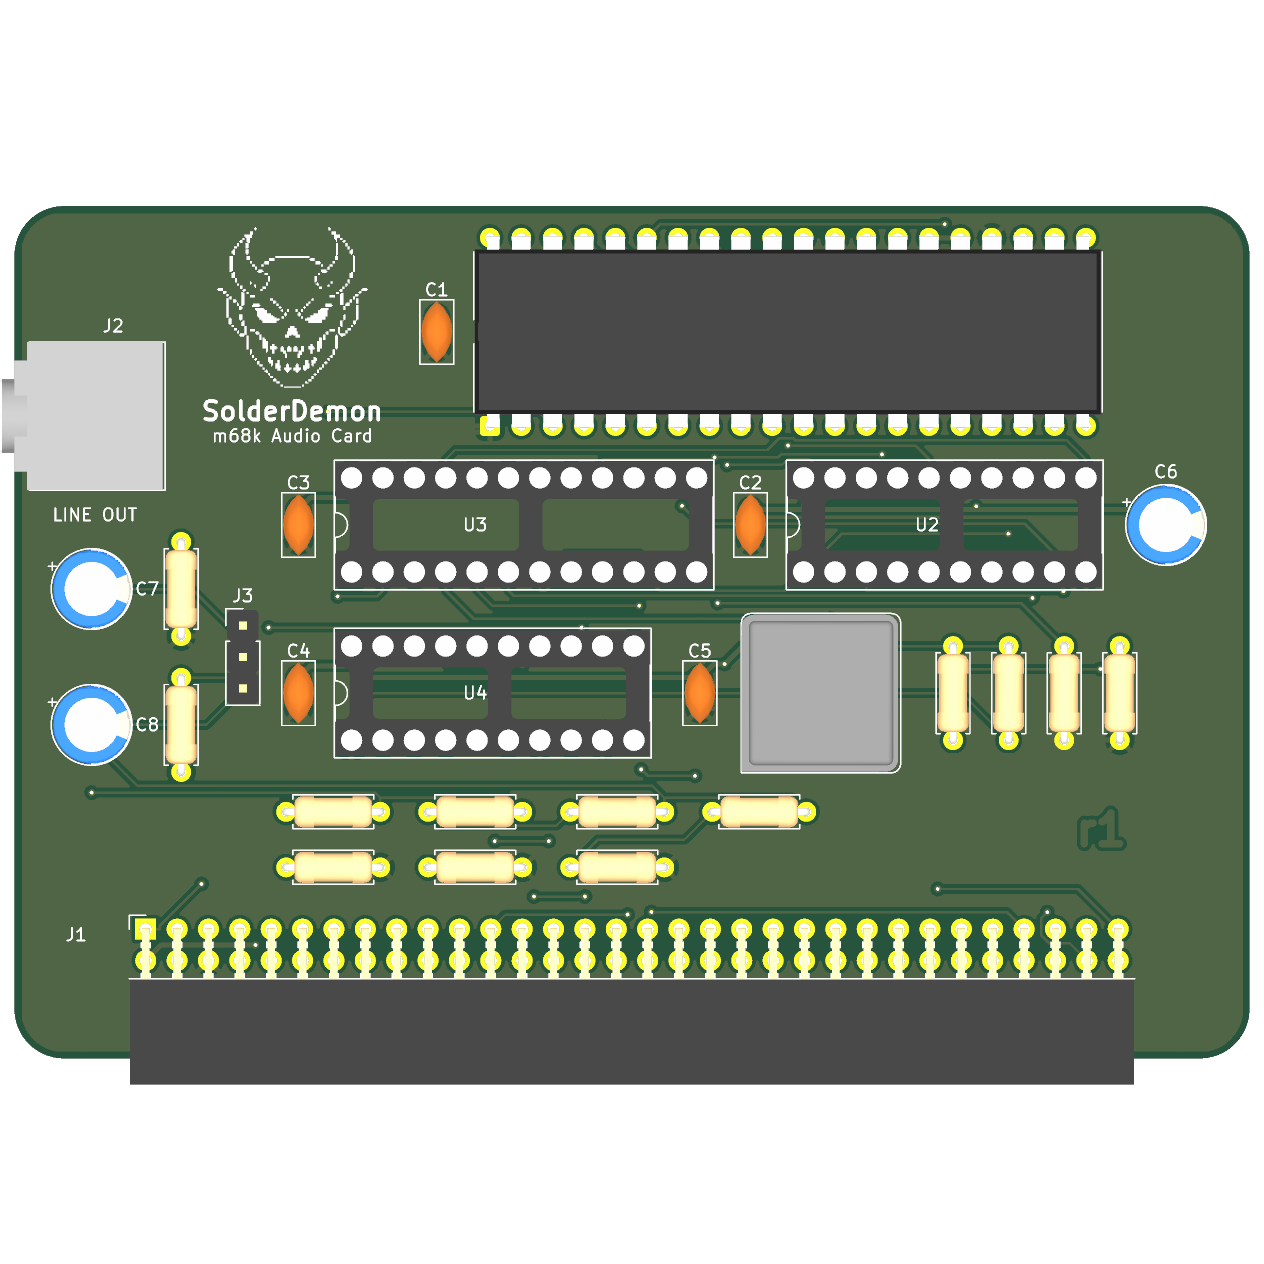 C1
J2
SolderDemon
m68k Audio Card
C3
U3
C2
U2
C6
+
LINE OUT
+
C7
J3
C4
U4
C5
+
C8
r1
J1